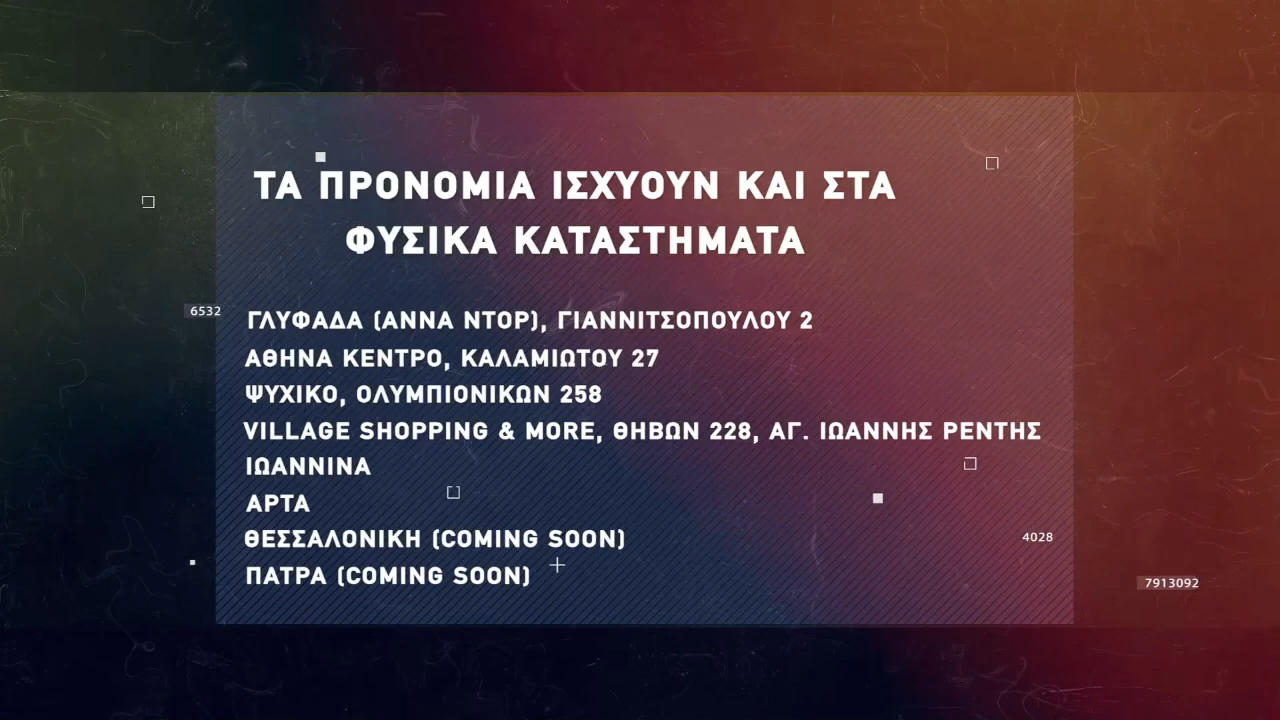 ΤΑ ΠΡΟΝΟΜΙΑ ΙΣΧΥΟΥΝ ΚΑΙ ΣΤΑ
ΦΥΣΙΚΑ ΚΑΤΑΣΤΗΜΑΤΑ
6532
ΓΛΥΦΑΔΑ (ΑΝΝΑ ΝΤΟΡ), ΓΙΑΝΝΙΤΣΟΠΟΥΛΟΥ 2
ΑΘΗΝΑ ΚΕΝΤΡΟ, ΚΑΛΑΜΙΩΤΟΥ 27
ΨΥΧΙΚΟ, ΟΛΥΜΠΙΟΝΙΚΩΝ 258
VILLAGE SHOPPING & MORE, ΘΗΒΩΝ 228, ΑΓ. ΙΩΑΝΝΗΣ ΡΕΝΤΗΣ
ΙΩΑΝΝΙΝΑ
ΑΡΤΑ
ΘΕΣΣΑΛΟΝΙΚΗ (COMING SOON)
4028
ΠΑΤΡΑ (COMING SOON)
7913092